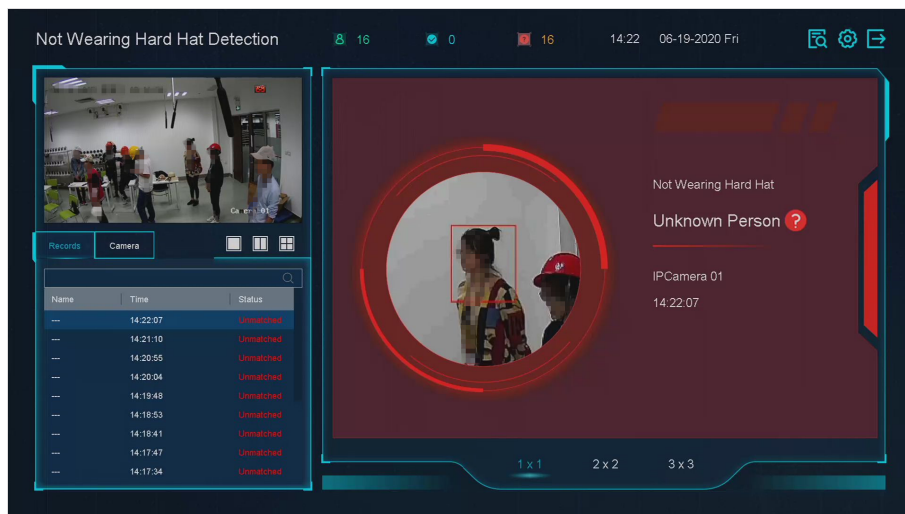 Not Wearing Hard Hat Detection
16
0
16
14:22 06-19-2020 Fri
Camera 01
Records
Camera
Name Time Status
--- 14:22:07 Unmatched
--- 14:21:10 Unmatched
--- 14:20:55 Unmatched
--- 14:20:04 Unmatched
--- 14:19:48 Unmatched
--- 14:18:53 Unmatched
--- 14:18:41 Unmatched
--- 14:17:47 Unmatched
--- 14:17:34 Unmatched
Not Wearing Hard Hat
Unknown Person ?
IPCamera 01
14:22:07
1 x 1
2 x 2
3 x 3